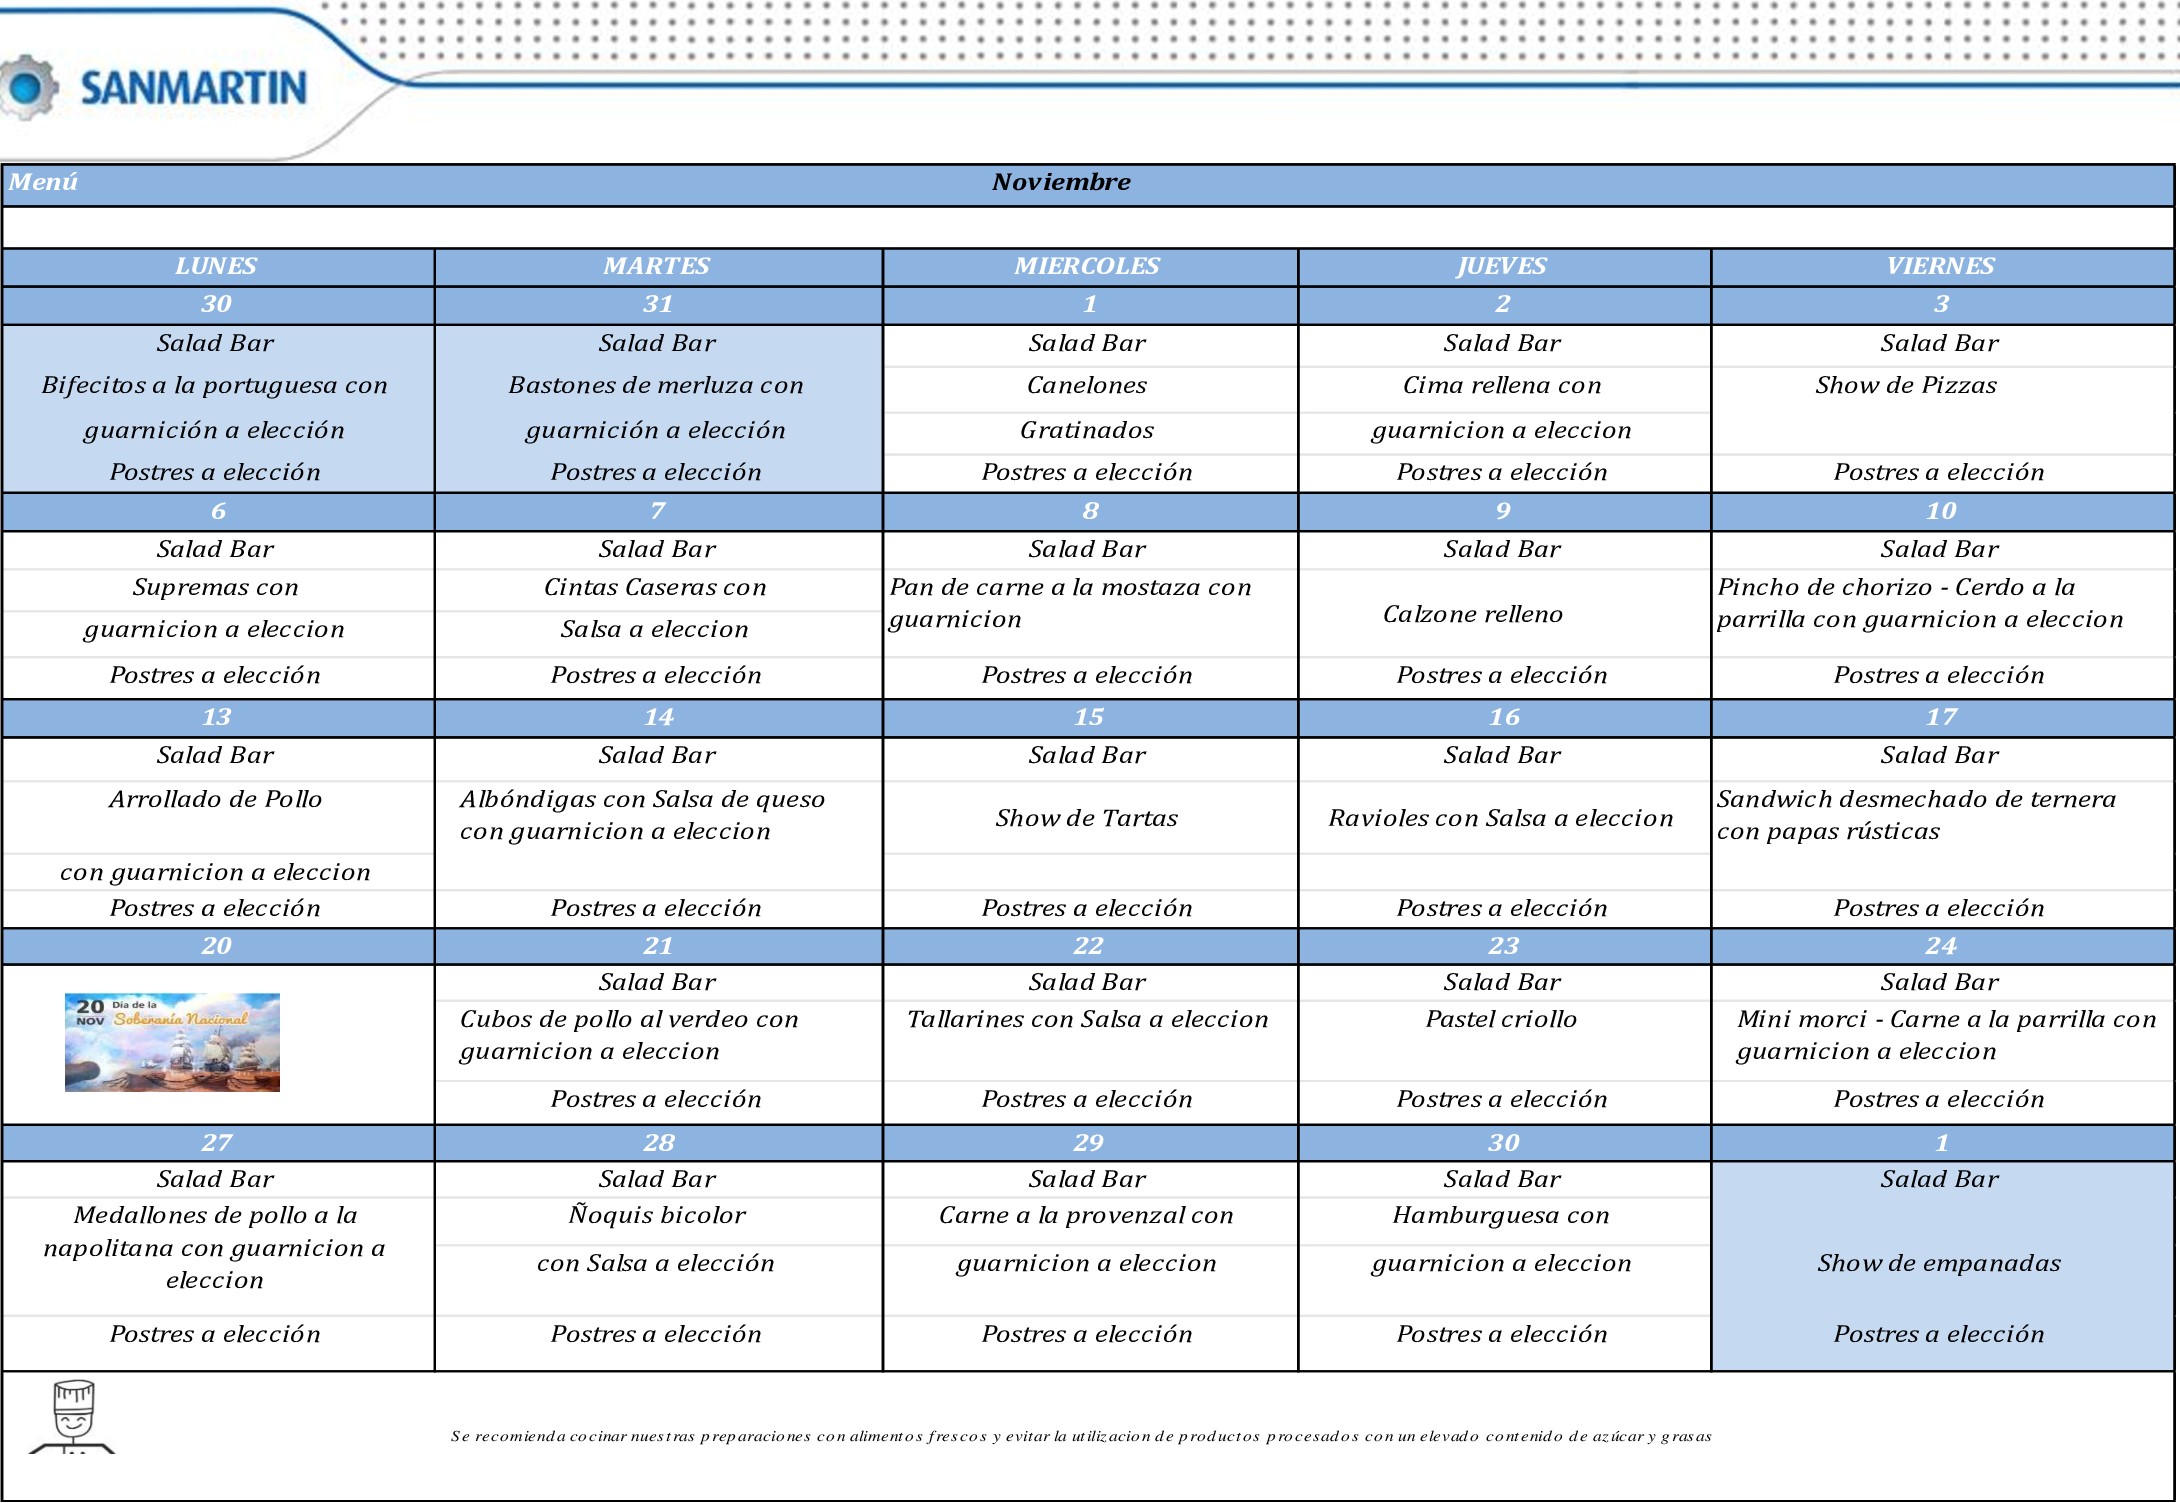 SANMARTIN
Menú Noviembre
LUNES MARTES MIERCOLES JUEVES VIERNES
30 31 1 2 3
Salad Bar Salad Bar Salad Bar Salad Bar Salad Bar
Bifecitos a la portuguesa con Bastones de merluza con Canelones Cima rellena con Show de Pizzas
guarnición a elección guarnición a elección Gratinados guarnicion a eleccion
Postres a elección Postres a elección Postres a elección Postres a elección Postres a elección
6 7 8 9 10
Salad Bar Salad Bar Salad Bar Salad Bar Salad Bar
Supremas con
guarnicion a eleccion
Cintas Caseras con
Salsa a eleccion
Pan de carne a la mostaza con
guarnicion
Calzone relleno
Pincho de chorizo - Cerdo a la
parrilla con guarnicion a eleccion
Postres a elección Postres a elección Postres a elección Postres a elección Postres a elección
13 14 15 16 17
Salad Bar Salad Bar Salad Bar Salad Bar Salad Bar
Arrollado de Pollo
con guarnicion a eleccion
Albóndigas con Salsa de queso
con guarnicion a eleccion
Show de Tartas
Ravioles con Salsa a eleccion
Sandwich desmechado de ternera
con papas rústicas
Postres a elección Postres a elección Postres a elección Postres a elección Postres a elección
20 21 22 23 24
20 NOV Día de la
Soberanía Nacional
Salad Bar Salad Bar Salad Bar Salad Bar
Cubos de pollo al verdeo con
guarnicion a eleccion
Tallarines con Salsa a eleccion
Pastel criollo
Mini morci - Carne a la parrilla con
guarnicion a eleccion
Postres a elección Postres a elección Postres a elección Postres a elección
27 28 29 30 1
Salad Bar Salad Bar Salad Bar Salad Bar Salad Bar
Medallones de pollo a la
napolitana con guarnicion a
eleccion
Ñoquis bicolor
con Salsa a elección
Carne a la provenzal con
guarnicion a eleccion
Hamburguesa con
guarnicion a eleccion
Show de empanadas
Postres a elección Postres a elección Postres a elección Postres a elección Postres a elección
Se recomienda cocinar nuestras preparaciones con alimentos frescos y evitar la utilizacion de productos procesados con un elevado contenido de azúcar y grasas